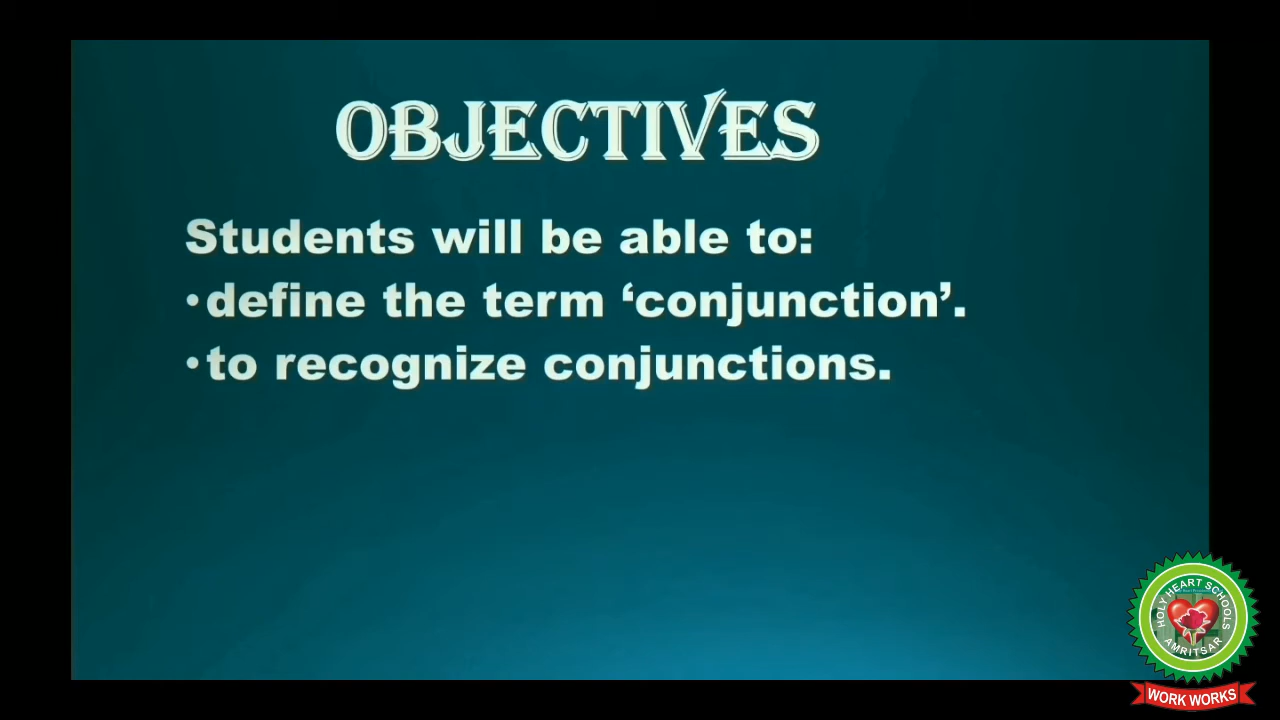 OBJECTIVES
Students will be able to:
•define the term ‘conjunction’.
•to recognize conjunctions.
HOLY HEART SCHOOLS
AMRITSAR
WORK WORKS